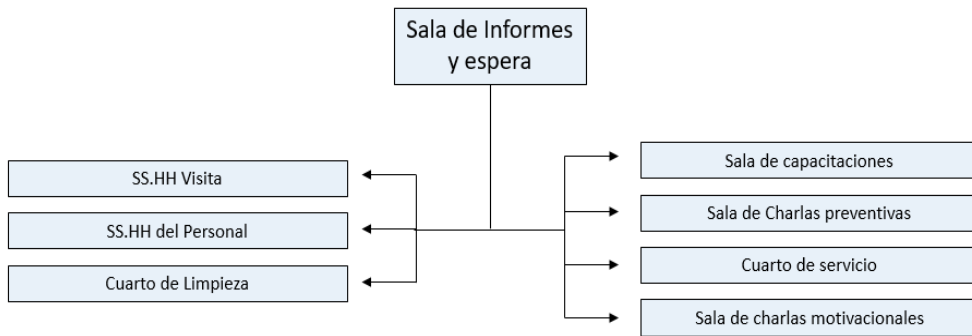 Sala de Informes
y espera
SS.HH Visita
SS.HH del Personal
Cuarto de Limpieza
Sala de capacitaciones
Sala de Charlas preventivas
Cuarto de servicio
Sala de charlas motivacionales